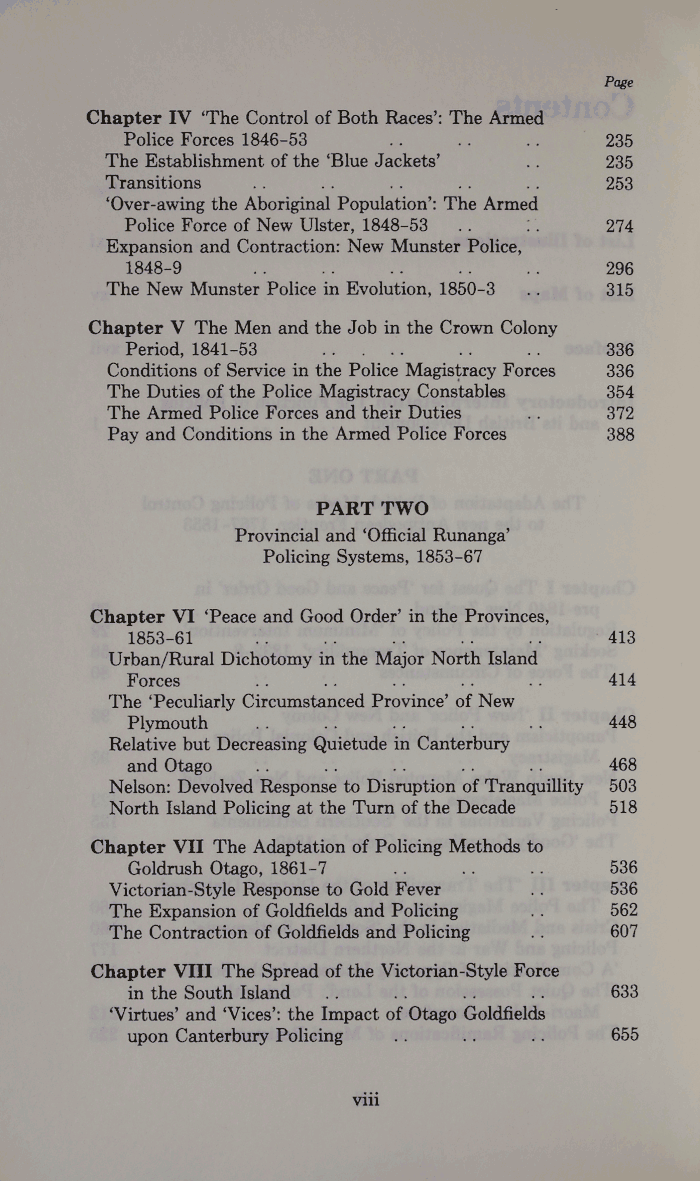 Page
Chapter IV ‘The Control of Both Races’: The Armed
Police Forces 1846-53 .. .. .. 235
The Establishment of the ‘Blue Jackets’ .. 235
Transitions .. .. .. .. .. 253
‘Over-awing the Aboriginal Population’: The Armed
Police Force of New Ulster, 1848-53 .. .. 274
Expansion and Contraction: New Munster Police,
1848-9 .. .. .. .. .. 296
The New Munster Police in Evolution, 1850-3 .. 315
Chapter V The Men and the Job in the Crown Colony
Period, 1841-53 .. . .. .. .. 336
Conditions of Service in the Police Magistracy Forces 336
The Duties of the Police Magistracy Constables 354
The Armed Police Forces and their Duties .. 372
Pay and Conditions in the Armed Police Forces 388
PART TWO
Provincial and ‘Official Runanga’
Policing Systems, 1853-67
Chapter VI ‘Peace and Good Order’ in the Provinces,
1853-61 .. .. .. .. .. 413
Urban/Rural Dichotomy in the Major North Island
Forces .. .. .. .. .. 414
The ‘Peculiarly Circumstanced Province’ of New
Plymouth .. .. .. .. .. 448
Relative but Decreasing Quietude in Canterbury
and Otago .. .. .. .. .. 468
Nelson: Devolved Response to Disruption of Tranquillity 503
North Island Policing at the Turn of the Decade 518
Chapter VII The Adaptation of Policing Methods to
Goldrush Otago, 1861-7 .. .. .. 536
Victorian-Style Response to Gold Fever .. 536
The Expansion of Goldfields and Policing .. 562
The Contraction of Goldfields and Policing .. 607
Chapter VIII The Spread of the Victorian-Style Force
in the South Island .. .. .. .. 633
‘Virtues’ and ‘Vices’: the Impact of Otago Goldfields
upon Canterbury Policing .. .. .. 655
viii